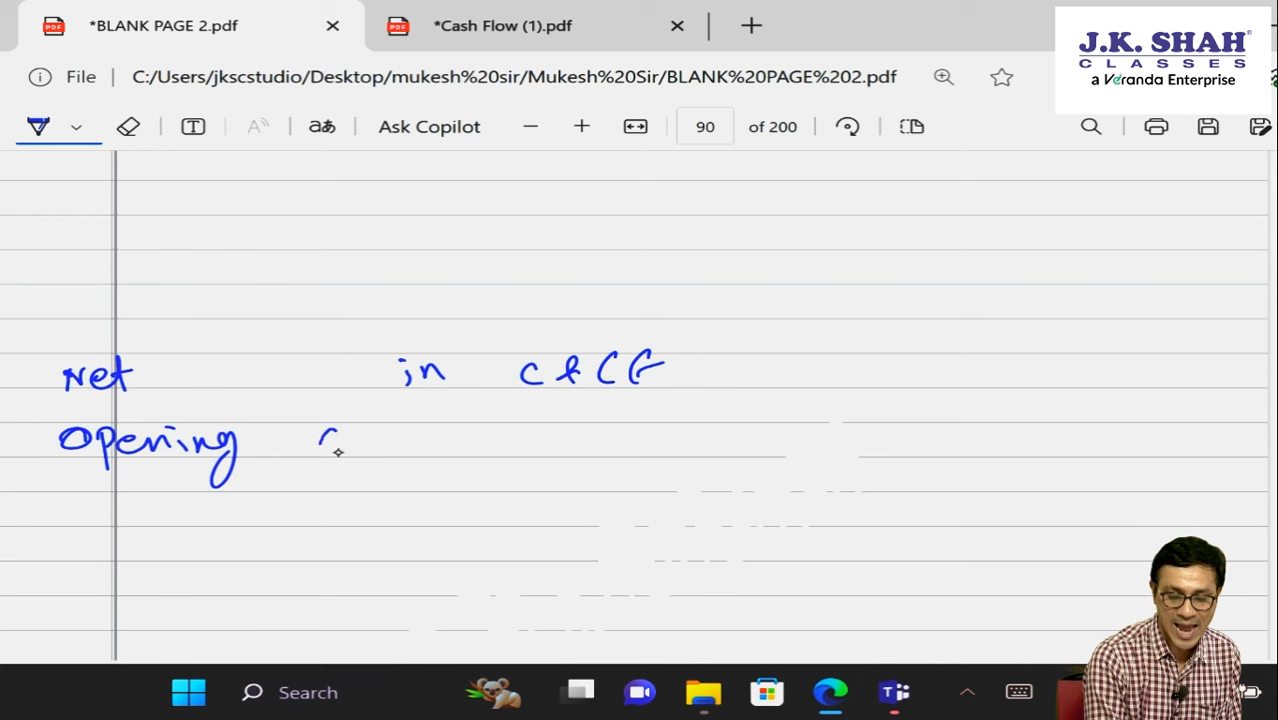 *BLANK PAGE 2.pdf
*Cash Flow (1).pdf
J.K. SHAH®
CLASSES
a Veranda Enterprise
File C:/Users/jkscstudio/Desktop/mukesh%20sir/Mukesh%20Sir/BLANK%20PAGE%202.pdf
Ask Copilot 90 of 200
Net in C & CE
Opening C
Search